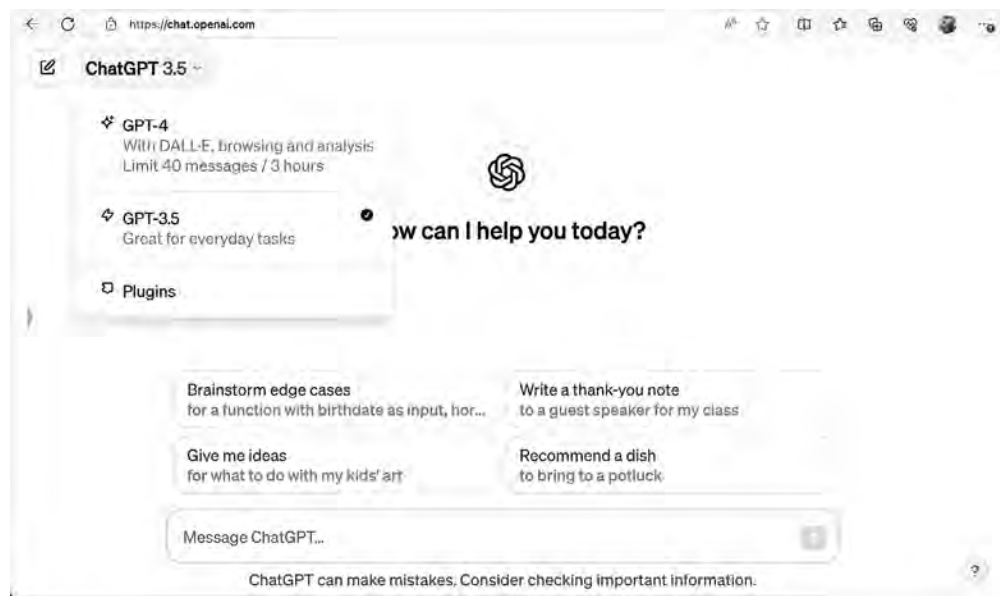 https://chat.openai.com
ChatGPT 3.5
GPT-4
With DALL·E, browsing and analysis
Limit 40 messages / 3 hours
GPT-3.5
Great for everyday tasks
ow can I help you today?
Plugins
Brainstorm edge cases
for a function with birthdate as input, hor...
Write a thank-you note
to a guest speaker for my class
Give me ideas
for what to do with my kids' art
Recommend a dish
to bring to a potluck
Message ChatGPT...
ChatGPT can make mistakes. Consider checking important information.
?